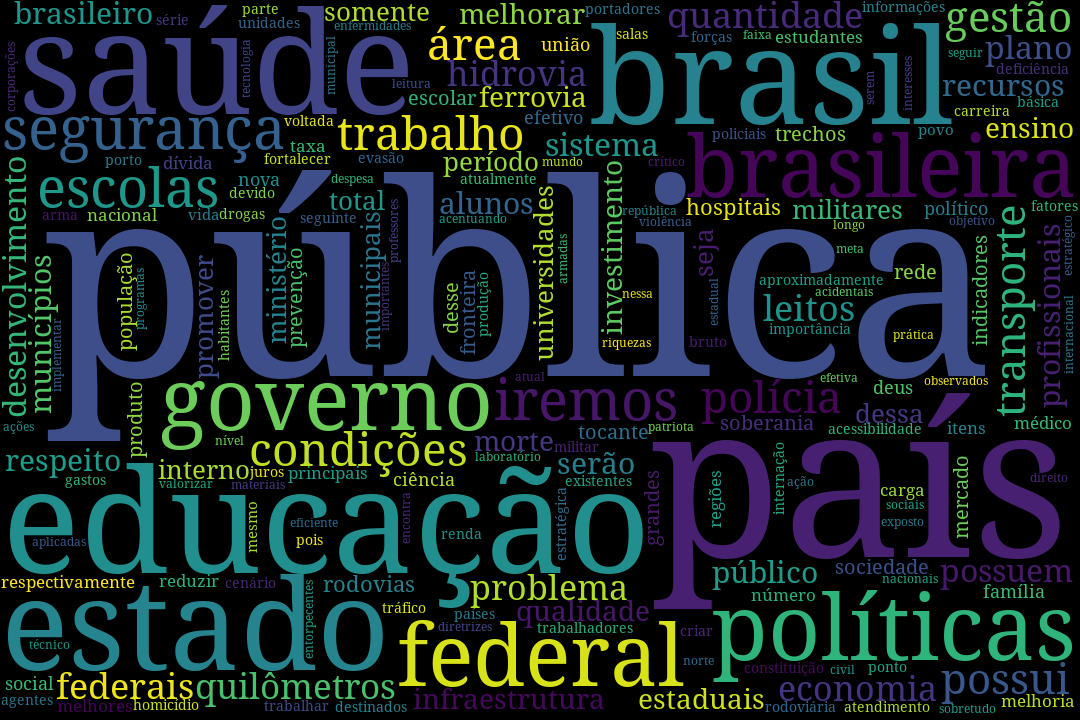 brasileiro
série
parte
unidades
somente
enfermidades
melhorar
portadores
quantidade
informações
gestão
saúde
tecnologia
municipal
área
união
salas
forças
faixa
estudantes
brasil
seguir
plano
deficiência
corporações
leitura
hidrovia
escolar
ferrovia
efetivo
serem
interesses
recursos
básica
carreira
segurança
voltada
trabalho
sistema
policiais
trechos
povo
ensino
taxa
porto
dívida
fortalecer
evasão
período
mundo
crítico
brasileira
desenvolvimento
escolas
nova
devido
despesa
total
atualmente
alunos
acentuando
arma
nacional
vida
drogas
seguinte
professores
universidades
armadas
investimento
república
violência
hospitais
militares
longo
político
objetivo
fatores
pública
municípios
implementar
população
programas
promover
habitantes
ministério
prevenção
municipais
importantes
desse
fronteira
produção
nessa
riquezas
seja
estadual
bruto
meta
aproximadamente
acidentais
leitos
importância
rede
prática
indicadores
transporte
profissionais
estratégico
internacional
ações
produto
governo
nível
atual
iremos
polícia
efetiva
deus
observados
soberania
dessa
acessibilidade
itens
médico
condições
morte
militar
tocante
patriota
laboratório
respeito
gastos
interno
valorizar
juros
materiais
principais
ciência
serão
existentes
grandes
país
regiões
internação
ação
carga
sociais
exposto
mercado
direito
educação
aplicadas
mesmo
eficiente
pois
encontra
renda
estratégica
respectivamente
reduzir
cenário
entorpecentes
rodovias
tráfico
problema
países
diretrizes
qualidade
trabalhadores
criar
público
número
sociedade
nacionais
possuem
família
estado
técnico
federal
norte
políticas
constituição
civil
ponto
possui
social
agentes
federais
melhores
homicídio
quilômetros
trabalhar
destinados
infraestrutura
estaduais
economia
rodoviária
atendimento
sobretudo
melhoria